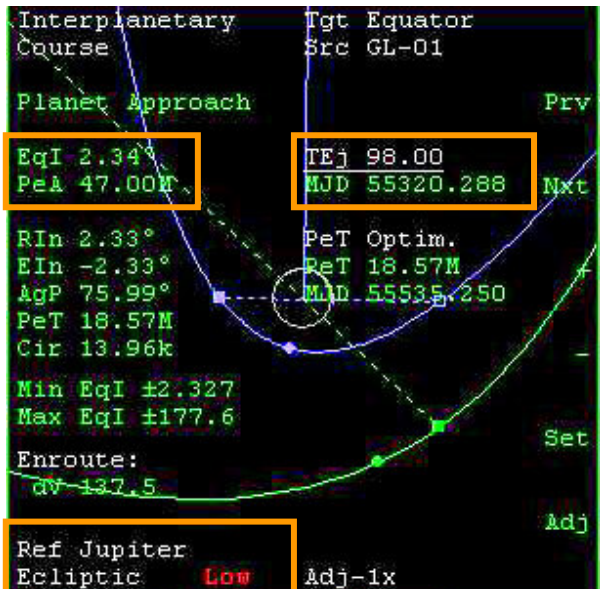 Interplanetary Tgt Equator
Course Src GL-01
Planet Approach Prv
EqI 2.34° TEj 98.00
PeA 47.00M MJD 55320.288 Nxt
RIn 2.33° PeT Optim.
EIn -2.33° PeT 18.57M
AgP 75.99° MJD 55535.250
PeT 18.57M
Cir 13.96k
Min EqI ±2.327
Max EqI ±177.6
Set
Enroute:
dV 137.5
Adj
Ref Jupiter
Ecliptic Low Adj-1x